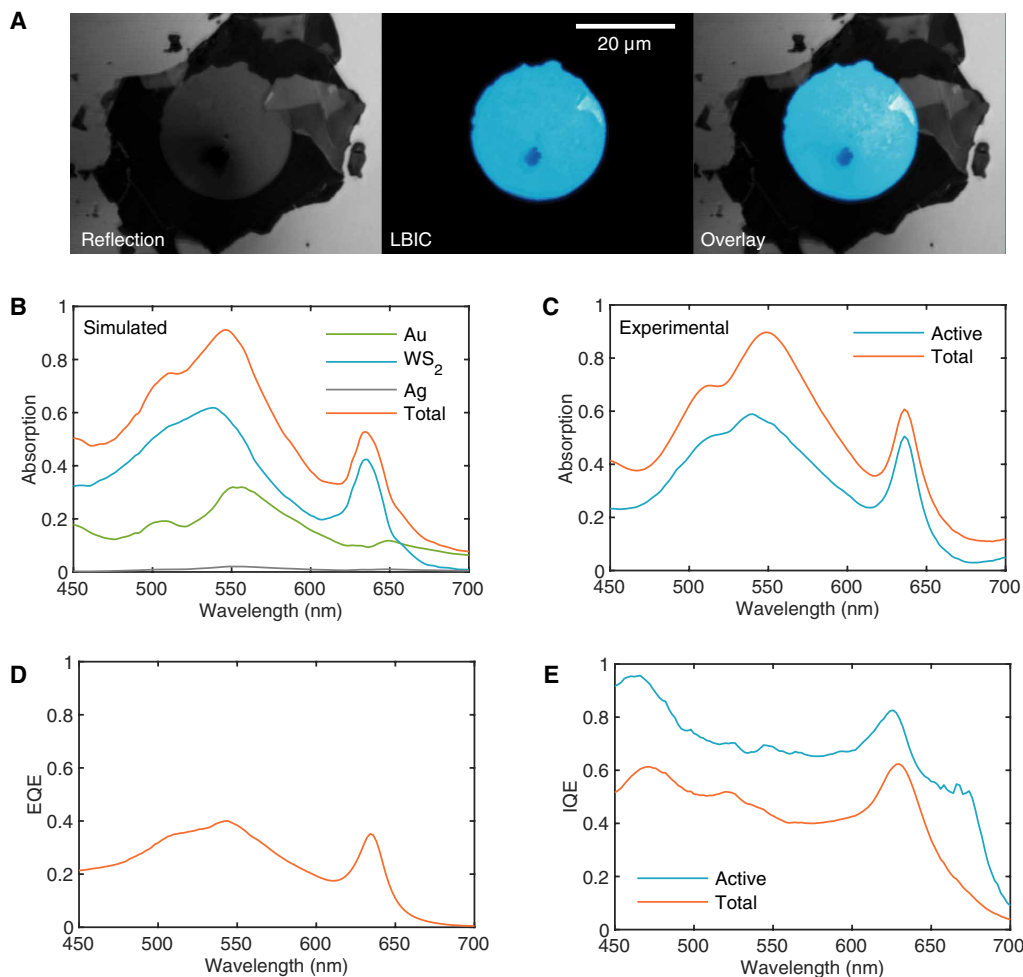 A
20 µm
Reflection
LBIC
Overlay
B
Simulated
Au
WS2
Ag
Total
1
0.8
0.6
0.4
0.2
0
Absorption
450 500 550 600 650 700
Wavelength (nm)
C
Experimental
Active
Total
1
0.8
0.6
0.4
0.2
0
Absorption
450 500 550 600 650 700
Wavelength (nm)
D
1
0.8
0.6
0.4
0.2
0
EQE
450 500 550 600 650 700
Wavelength (nm)
E
1
0.8
0.6
0.4
0.2
0
IQE
Active
Total
450 500 550 600 650 700
Wavelength (nm)